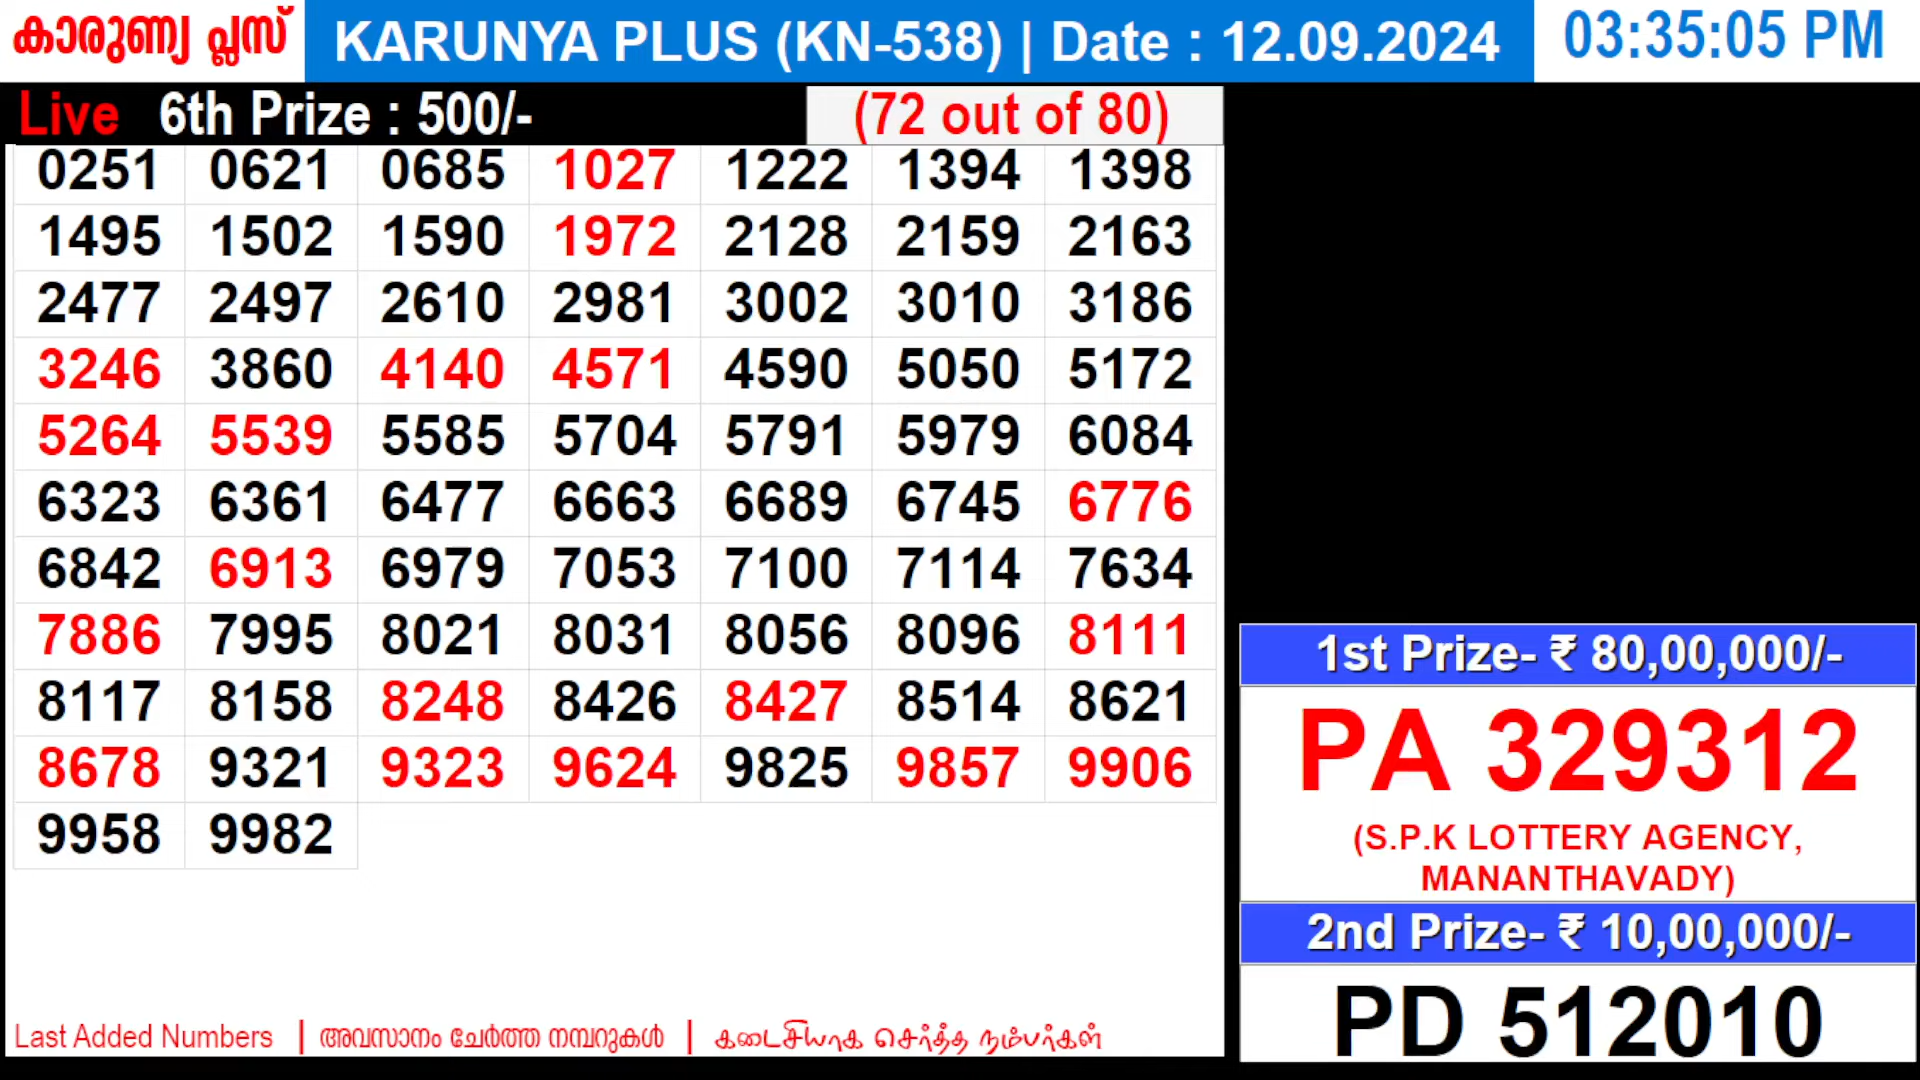 കാരുണ്യ പ്ലസ്
KARUNYA PLUS (KN-538) | Date : 12.09.2024
03:35:05 PM
Live 6th Prize : 500/-
(72 out of 80)
0251 0621 0685 1027 1222 1394 1398
1495 1502 1590 1972 2128 2159 2163
2477 2497 2610 2981 3002 3010 3186
3246 3860 4140 4571 4590 5050 5172
5264 5539 5585 5704 5791 5979 6084
6323 6361 6477 6663 6689 6745 6776
6842 6913 6979 7053 7100 7114 7634
7886 7995 8021 8031 8056 8096 8111
8117 8158 8248 8426 8427 8514 8621
8678 9321 9323 9624 9825 9857 9906
9958 9982
Last Added Numbers | അവസാനം ചേർത്ത നമ്പറുകൾ | கடைசியாக சேர்த்த நம்பர்கள்
1st Prize- ₹ 80,00,000/-
PA 329312
(S.P.K LOTTERY AGENCY,
MANANTHAVADY)
2nd Prize- ₹ 10,00,000/-
PD 512010